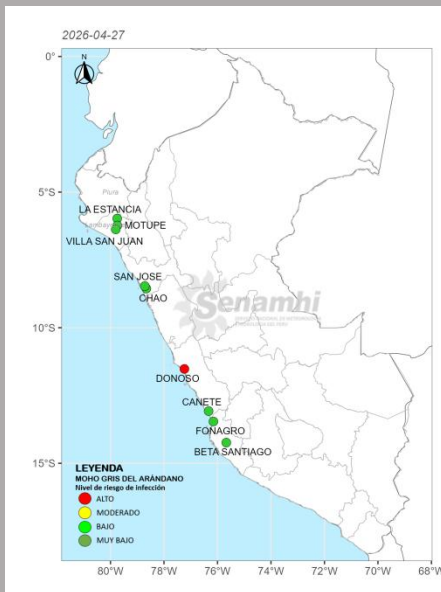 2026-04-27
N
0°
5°S
10°S
15°S
Piura
LA ESTANCIA
MOTUPE
VILLA SAN JUAN
SAN JOSE
CHAO
Senamhi
DONOSO
CANETE
FONAGRO
BETA SANTIAGO
LEYENDA
MOHO GRIS DEL ARÁNDANO
Nivel de riesgo de infección
ALTO
MODERADO
BAJO
MUY BAJO
80°W 78°W 76°W 74°W 72°W 70°W 68°W